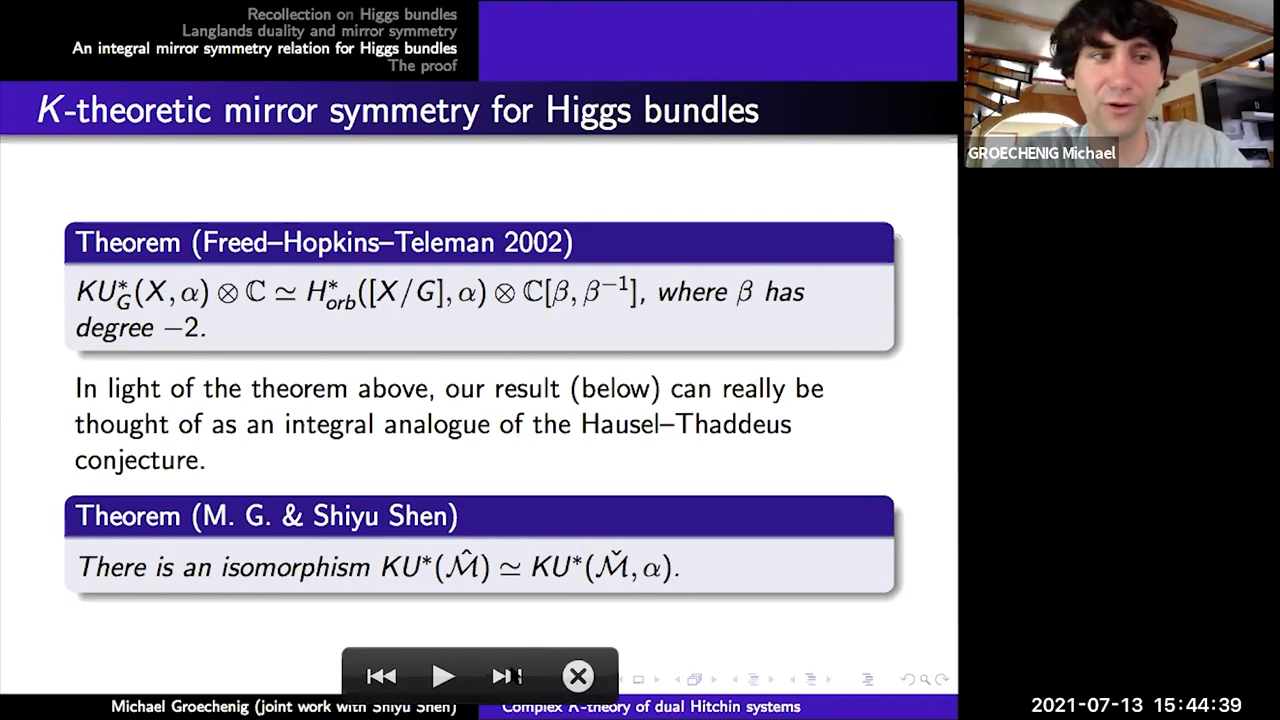 Recollection on Higgs bundles
Langlands duality and mirror symmetry
An integral mirror symmetry relation for Higgs bundles
The proof
K-theoretic mirror symmetry for Higgs bundles
GROECHENIG Michael
Theorem (Freed–Hopkins–Teleman 2002)
KU*_G(X, α) ⊗ ℂ ≃ H*_orb([X/G], α) ⊗ ℂ[β, β⁻¹], where β has
degree −2.
In light of the theorem above, our result (below) can really be
thought of as an integral analogue of the Hausel–Thaddeus
conjecture.
Theorem (M. G. & Shiyu Shen)
There is an isomorphism KU*(ℳ̂) ≃ KU*(ℳ̌, α).
Michael Groechenig (joint work with Shiyu Shen)
Complex K-theory of dual Hitchin systems
2021-07-13 15:44:39